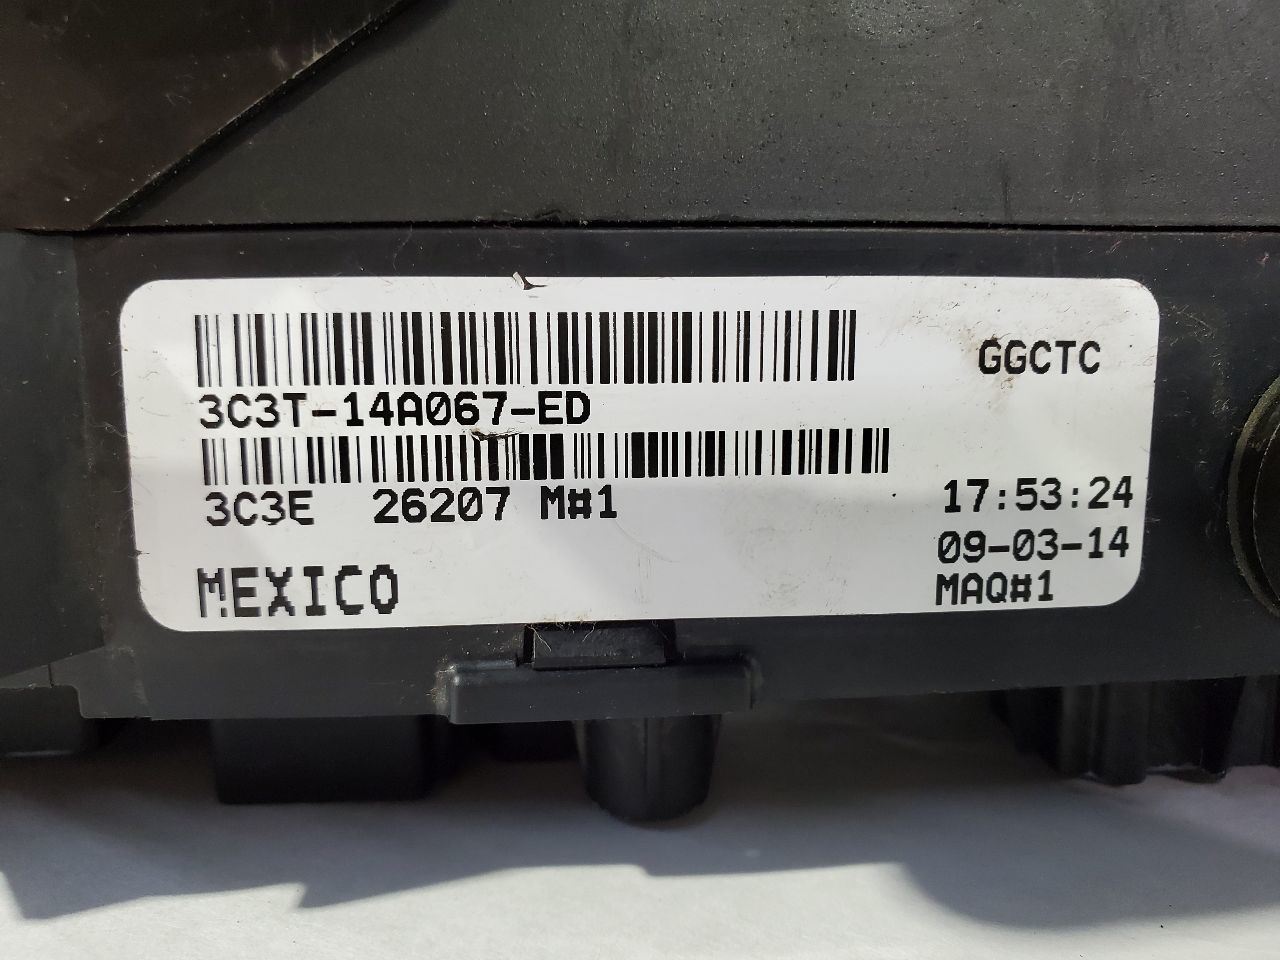 GGCTC
3C3T-14A067-ED
3C3E 26207 M#1
17:53:24
09-03-14
MEXICO
MAQ#1